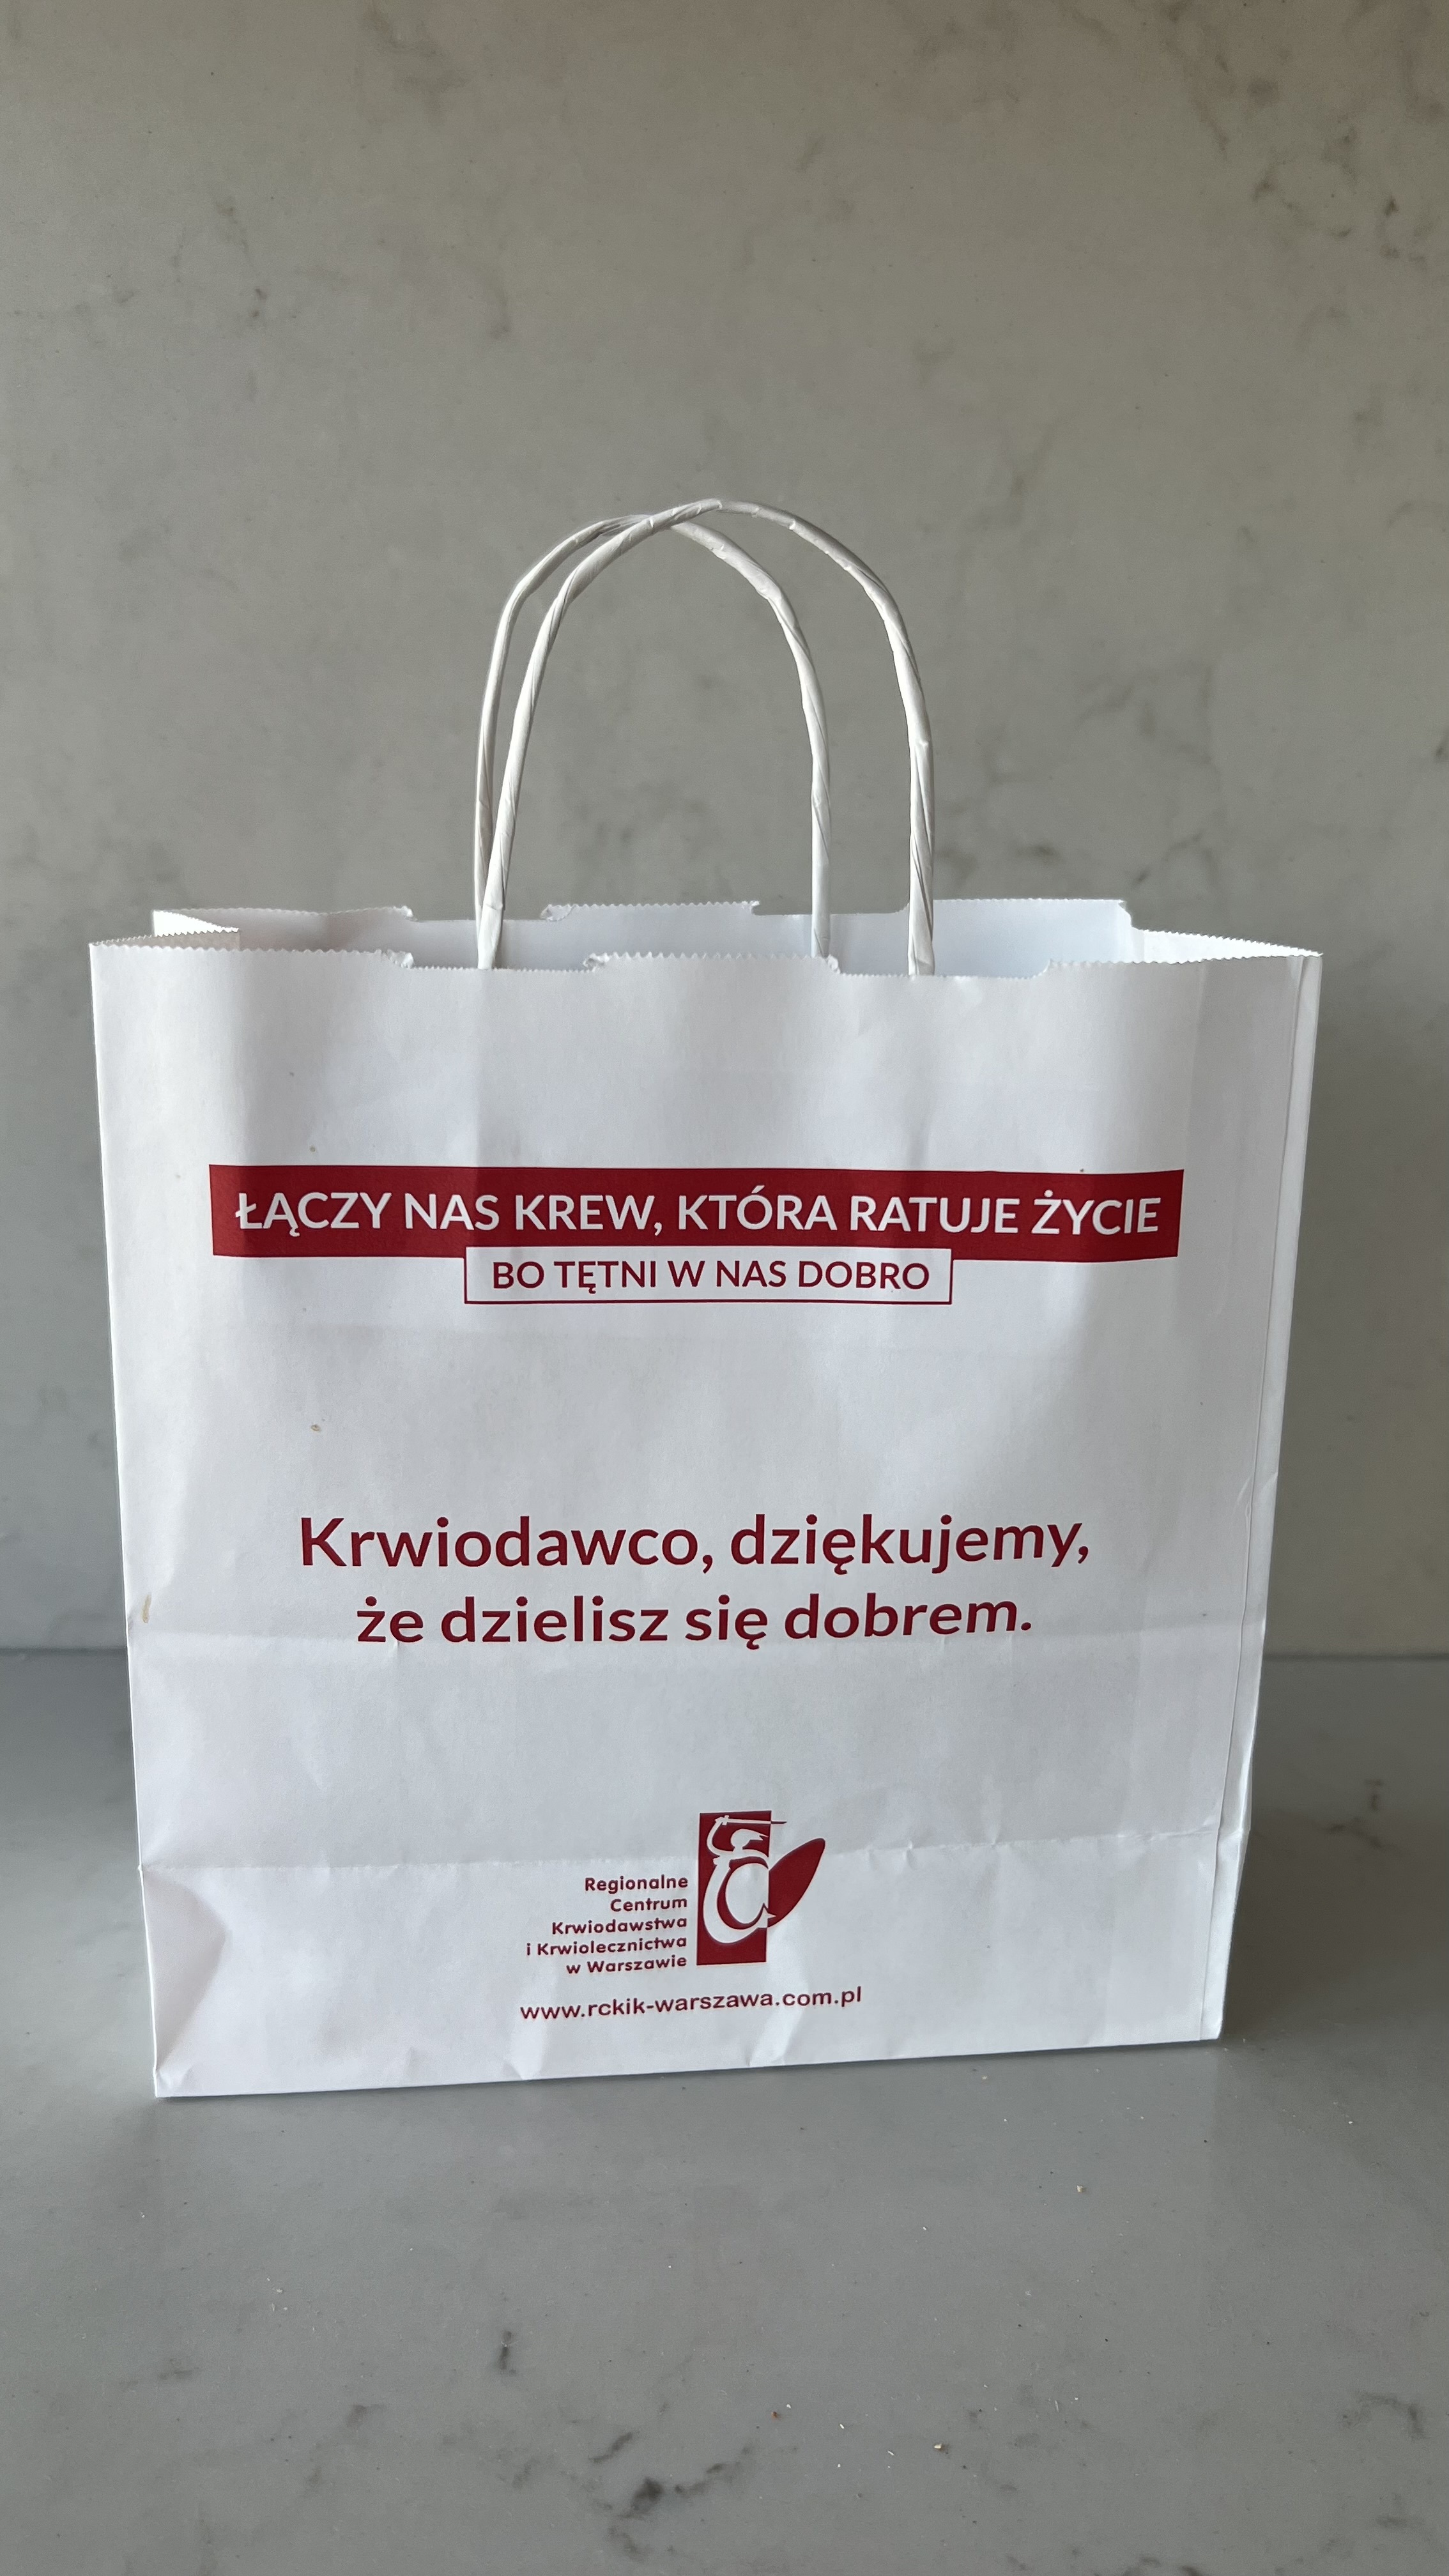 ŁĄCZY NAS KREW, KTÓRA RATUJE ŻYCIE
BO TĘTNI W NAS DOBRO
Krwiodawco, dziękujemy,
że dzielisz się dobrem.
Regionalne
Centrum
Krwiodawstwa
i Krwiolecznictwa
w Warszawie
www.rckik-warszawa.com.pl